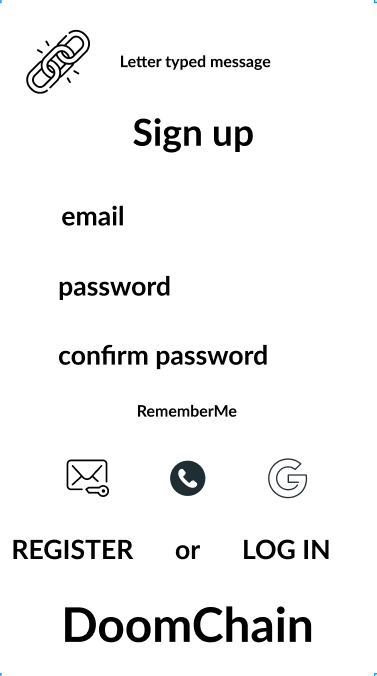 Letter typed message
Sign up
email
password
confirm password
RememberMe
REGISTER or LOG IN
DoomChain